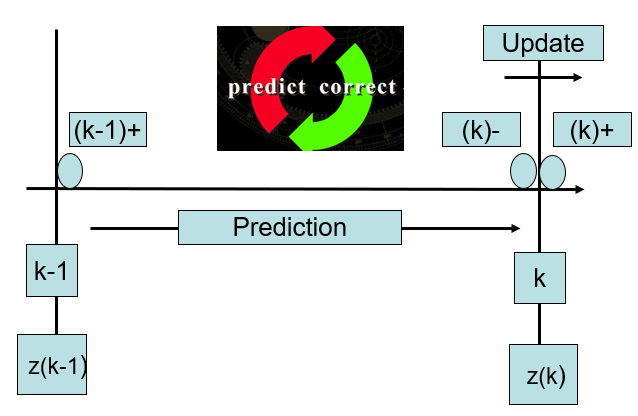 Update
predict correct
(k-1)+
(k)-
(k)+
Prediction
k-1
k
z(k-1)
z(k)